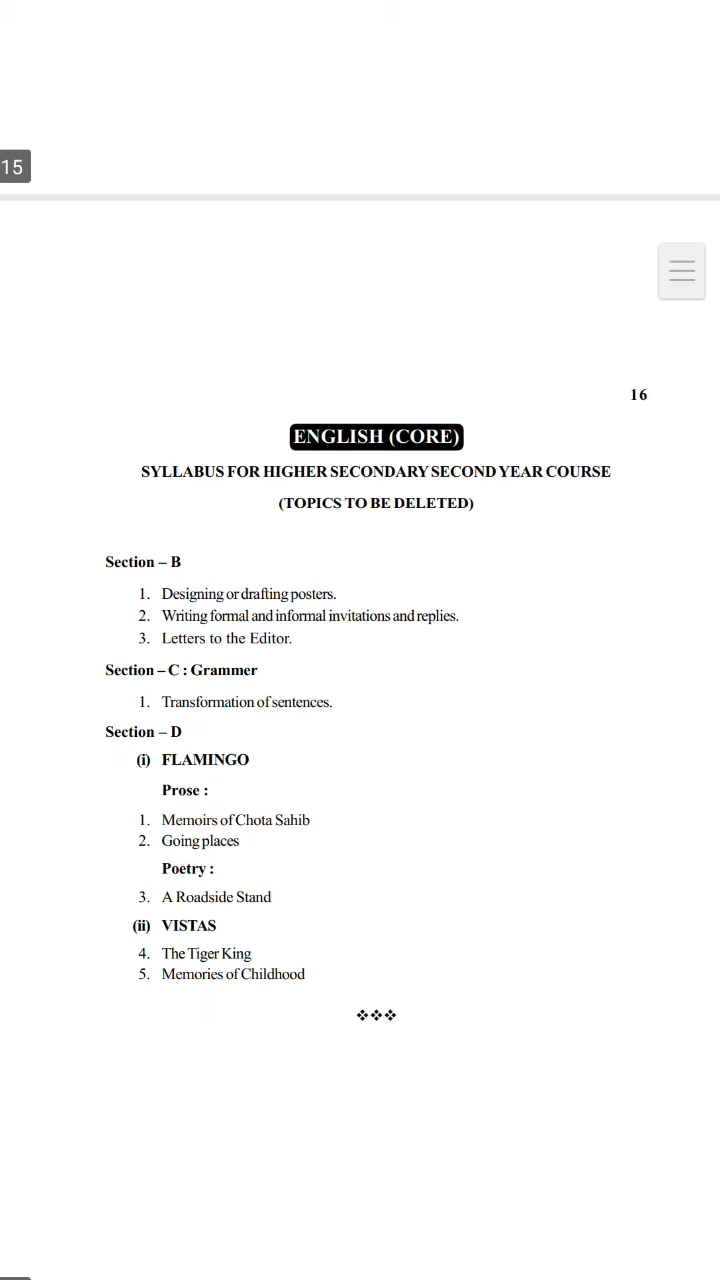 15
16
ENGLISH (CORE)
SYLLABUS FOR HIGHER SECONDARY SECOND YEAR COURSE
(TOPICS TO BE DELETED)
Section – B
1. Designing or drafting posters.
2. Writing formal and informal invitations and replies.
3. Letters to the Editor.
Section – C : Grammer
1. Transformation of sentences.
Section – D
(i) FLAMINGO
Prose :
1. Memoirs of Chota Sahib
2. Going places
Poetry :
3. A Roadside Stand
(ii) VISTAS
4. The Tiger King
5. Memories of Childhood